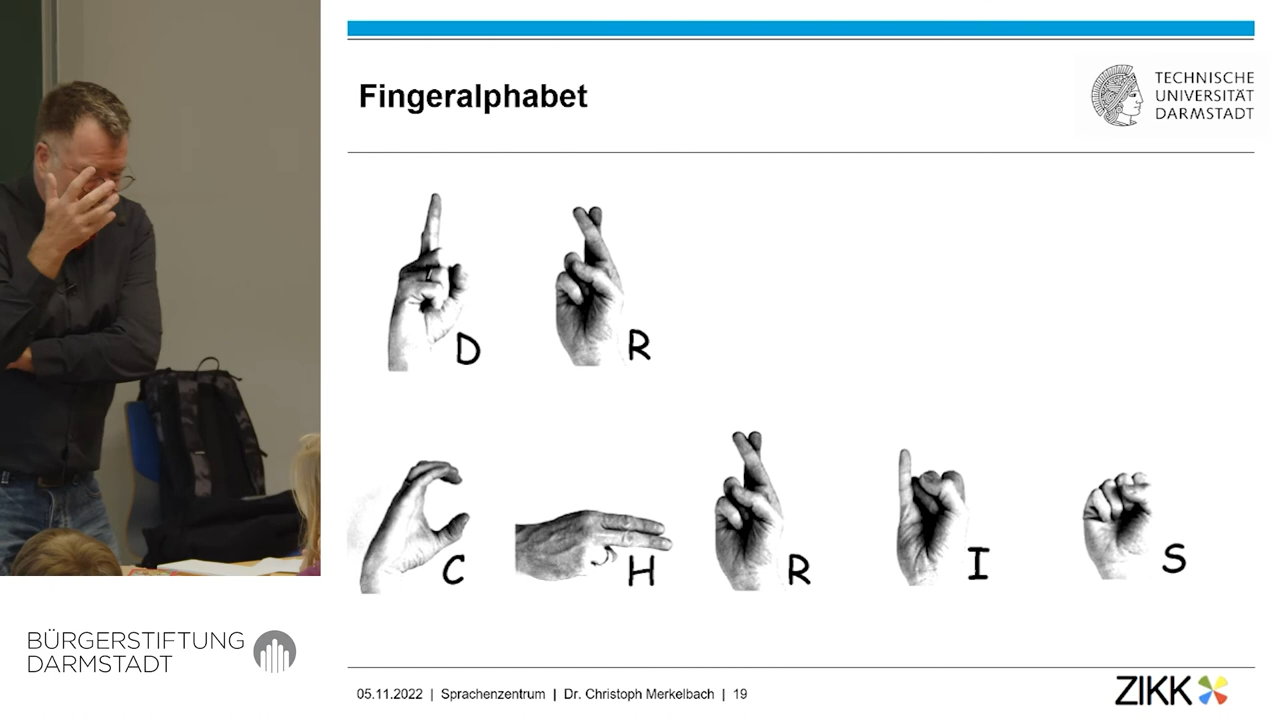 Fingeralphabet
TECHNISCHE
UNIVERSITÄT
DARMSTADT
D
R
C
H
R
I
S
BÜRGERSTIFTUNG
DARMSTADT
05.11.2022 | Sprachenzentrum | Dr. Christoph Merkelbach | 19
ZIKK